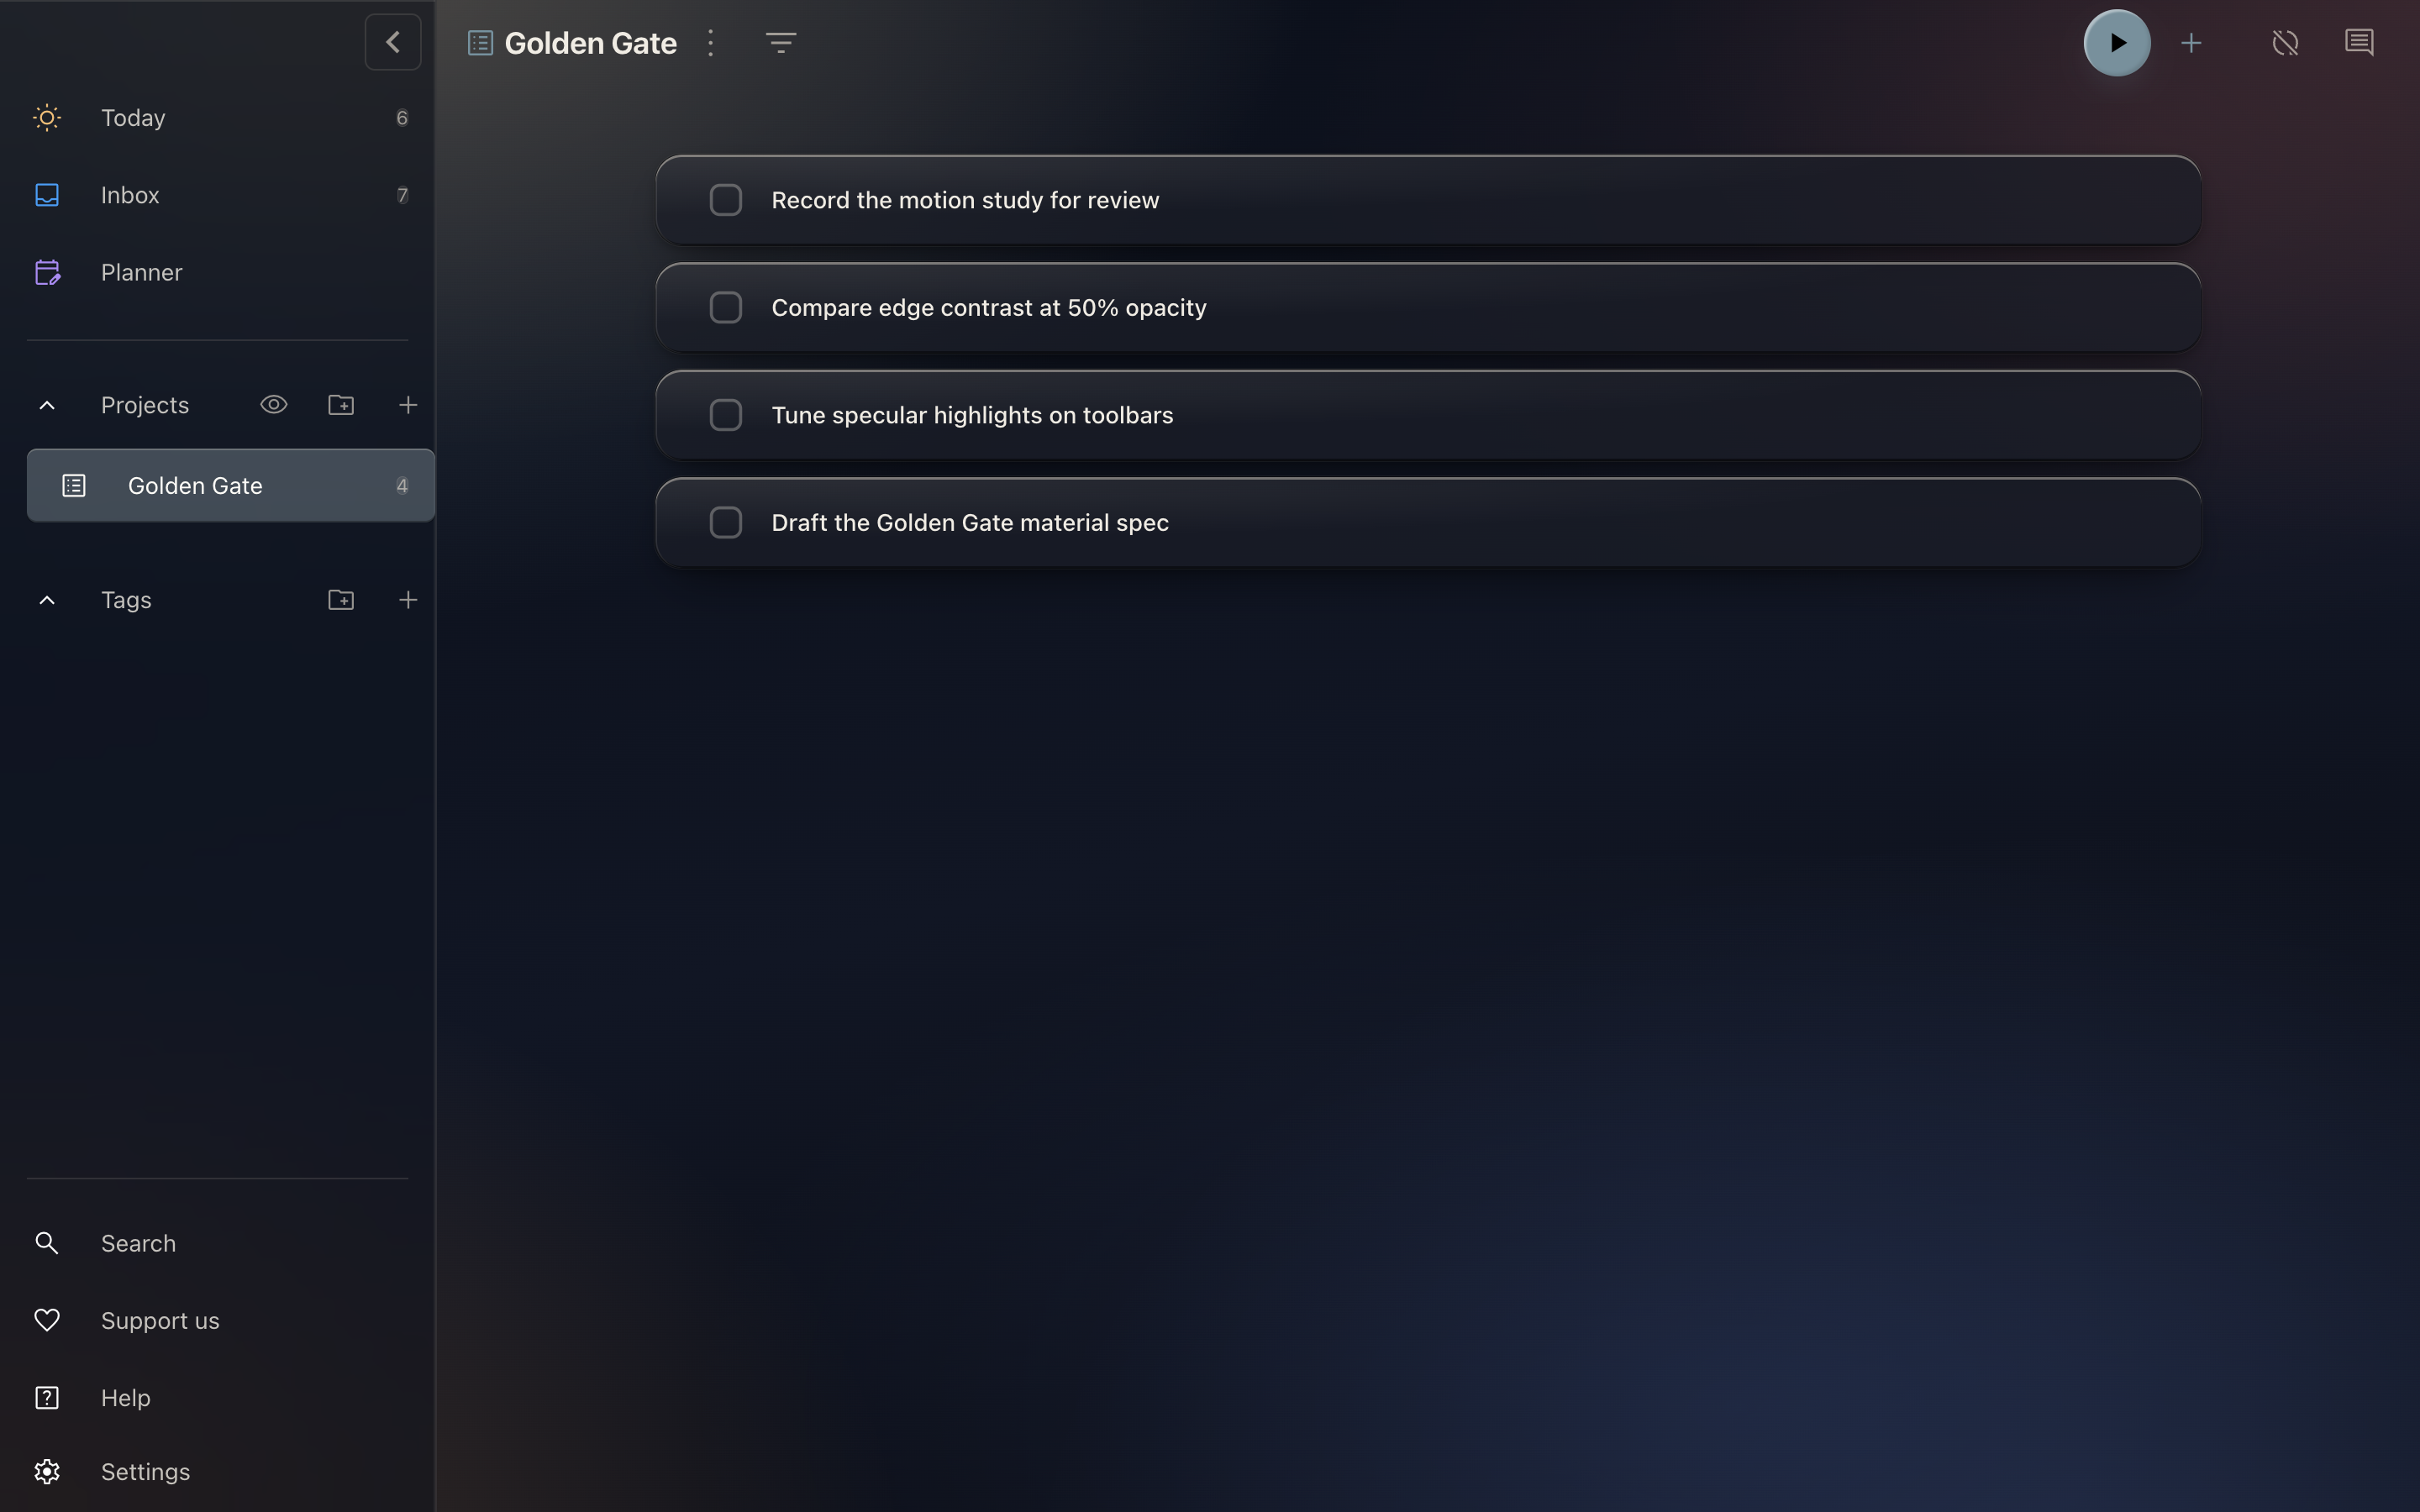 Golden Gate
Today 6
Inbox 7
Planner
Projects
Golden Gate 4
Tags
Record the motion study for review
Compare edge contrast at 50% opacity
Tune specular highlights on toolbars
Draft the Golden Gate material spec
Search
Support us
Help
Settings